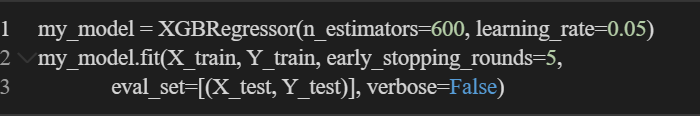 1 my_model = XGBRegressor(n_estimators=600, learning_rate=0.05)
2 my_model.fit(X_train, Y_train, early_stopping_rounds=5,
3 eval_set=[(X_test, Y_test)], verbose=False)